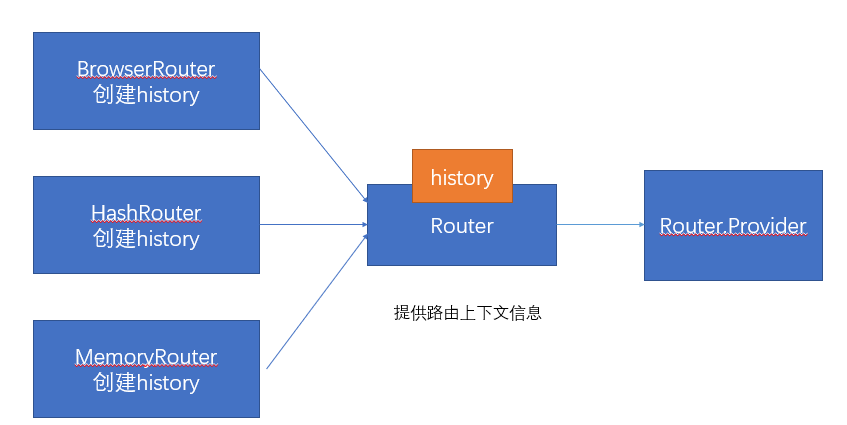 BrowserRouter
创建history
HashRouter
创建history
MemoryRouter
创建history
history
Router
提供路由上下文信息
Router.Provider